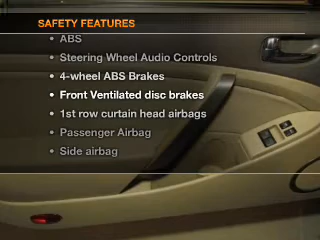 SAFETY FEATURES
• ABS
• Steering Wheel Audio Controls
• 4-wheel ABS Brakes
• Front Ventilated disc brakes
• 1st row curtain head airbags
• Passenger Airbag
• Side airbag